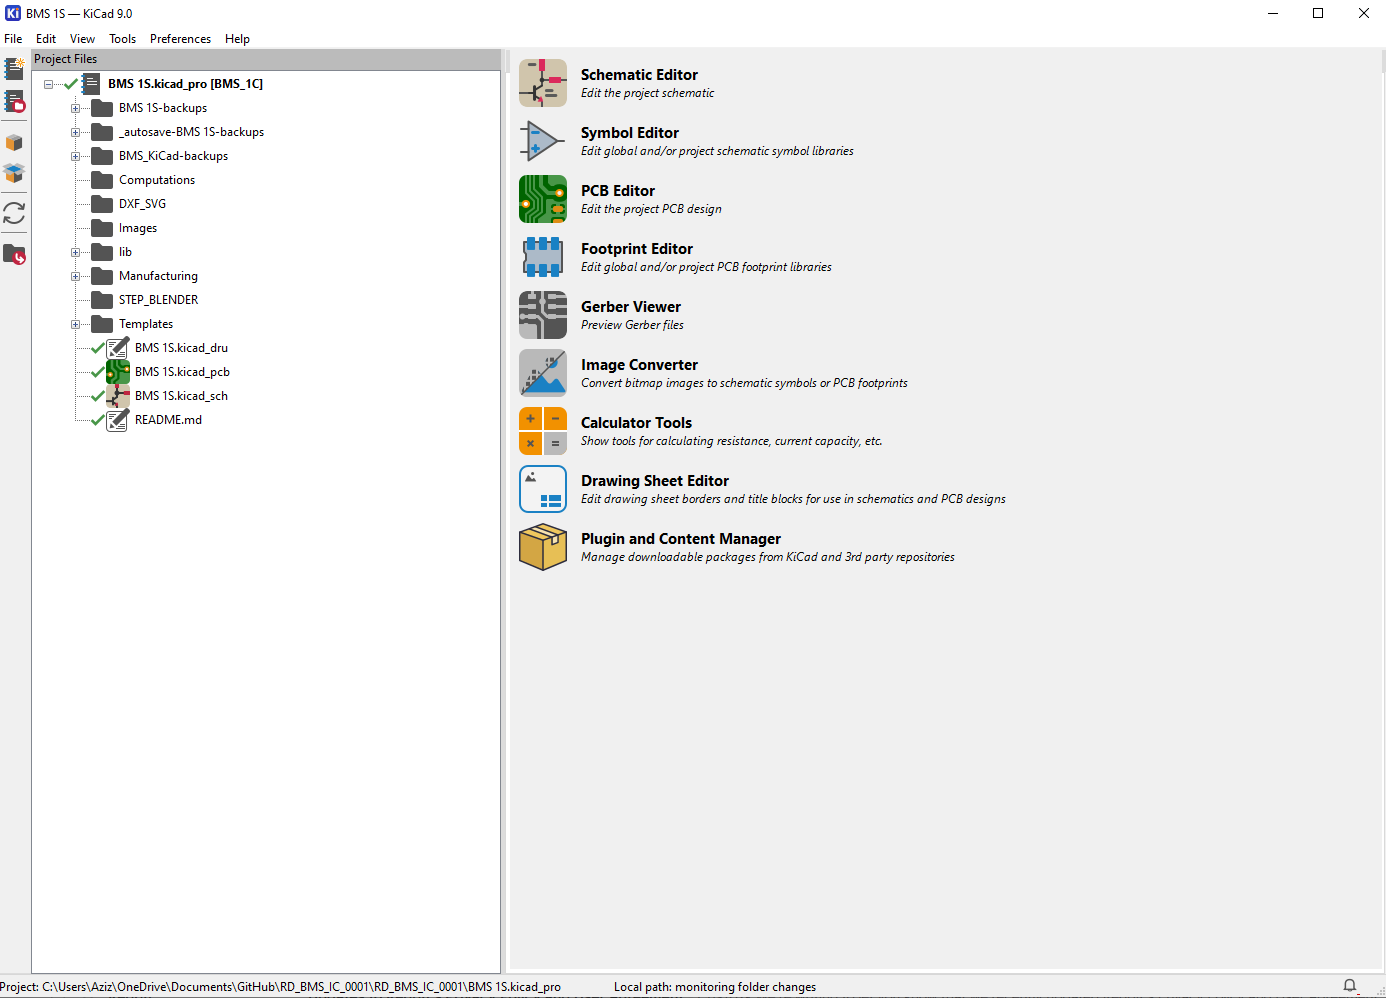 Ki BMS 1S — KiCad 9.0
File Edit View Tools Preferences Help
Project Files
BMS 1S.kicad_pro [BMS_1C]
BMS 1S-backups
_autosave-BMS 1S-backups
BMS_KiCad-backups
Computations
DXF_SVG
Images
lib
Manufacturing
STEP_BLENDER
Templates
BMS 1S.kicad_dru
BMS 1S.kicad_pcb
BMS 1S.kicad_sch
README.md
Schematic Editor
Edit the project schematic
Symbol Editor
Edit global and/or project schematic symbol libraries
PCB Editor
Edit the project PCB design
Footprint Editor
Edit global and/or project PCB footprint libraries
Gerber Viewer
Preview Gerber files
Image Converter
Convert bitmap images to schematic symbols or PCB footprints
Calculator Tools
Show tools for calculating resistance, current capacity, etc.
Drawing Sheet Editor
Edit drawing sheet borders and title blocks for use in schematics and PCB designs
Plugin and Content Manager
Manage downloadable packages from KiCad and 3rd party repositories
Project: C:\Users\Aziz\OneDrive\Documents\GitHub\RD_BMS_IC_0001\RD_BMS_IC_0001\BMS 1S.kicad_pro Local path: monitoring folder changes